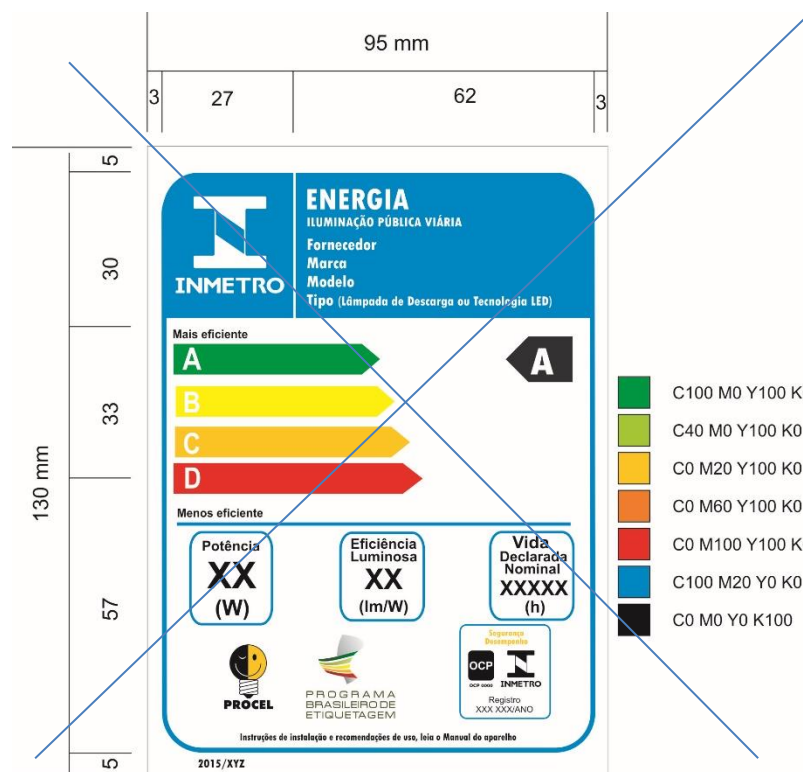 95 mm
3
27
62
3
5
30
33
130 mm
57
5
INMETRO
ENERGIA
ILUMINAÇÃO PÚBLICA VIÁRIA
Fornecedor
Marca
Modelo
Tipo (Lâmpada de Descarga ou Tecnologia LED)
Mais eficiente
A
A
B
C
D
Menos eficiente
Potência
XX
(W)
Eficiência
Luminosa
XX
(lm/W)
Vida
Declarada
Nominal
XXXXX
(h)
PROCEL
PROGRAMA
BRASILEIRO DE
ETIQUETAGEM
Segurança
Desempenho
OCP
OCP 0000
INMETRO
Registro
XXX XXX/ANO
Instruções de instalação e recomendações de uso, leia o Manual do aparelho
2015/XYZ
C100 M0 Y100 K
C40 M0 Y100 K0
C0 M20 Y100 K0
C0 M60 Y100 K0
C0 M100 Y100 K
C100 M20 Y0 K0
C0 M0 Y0 K100